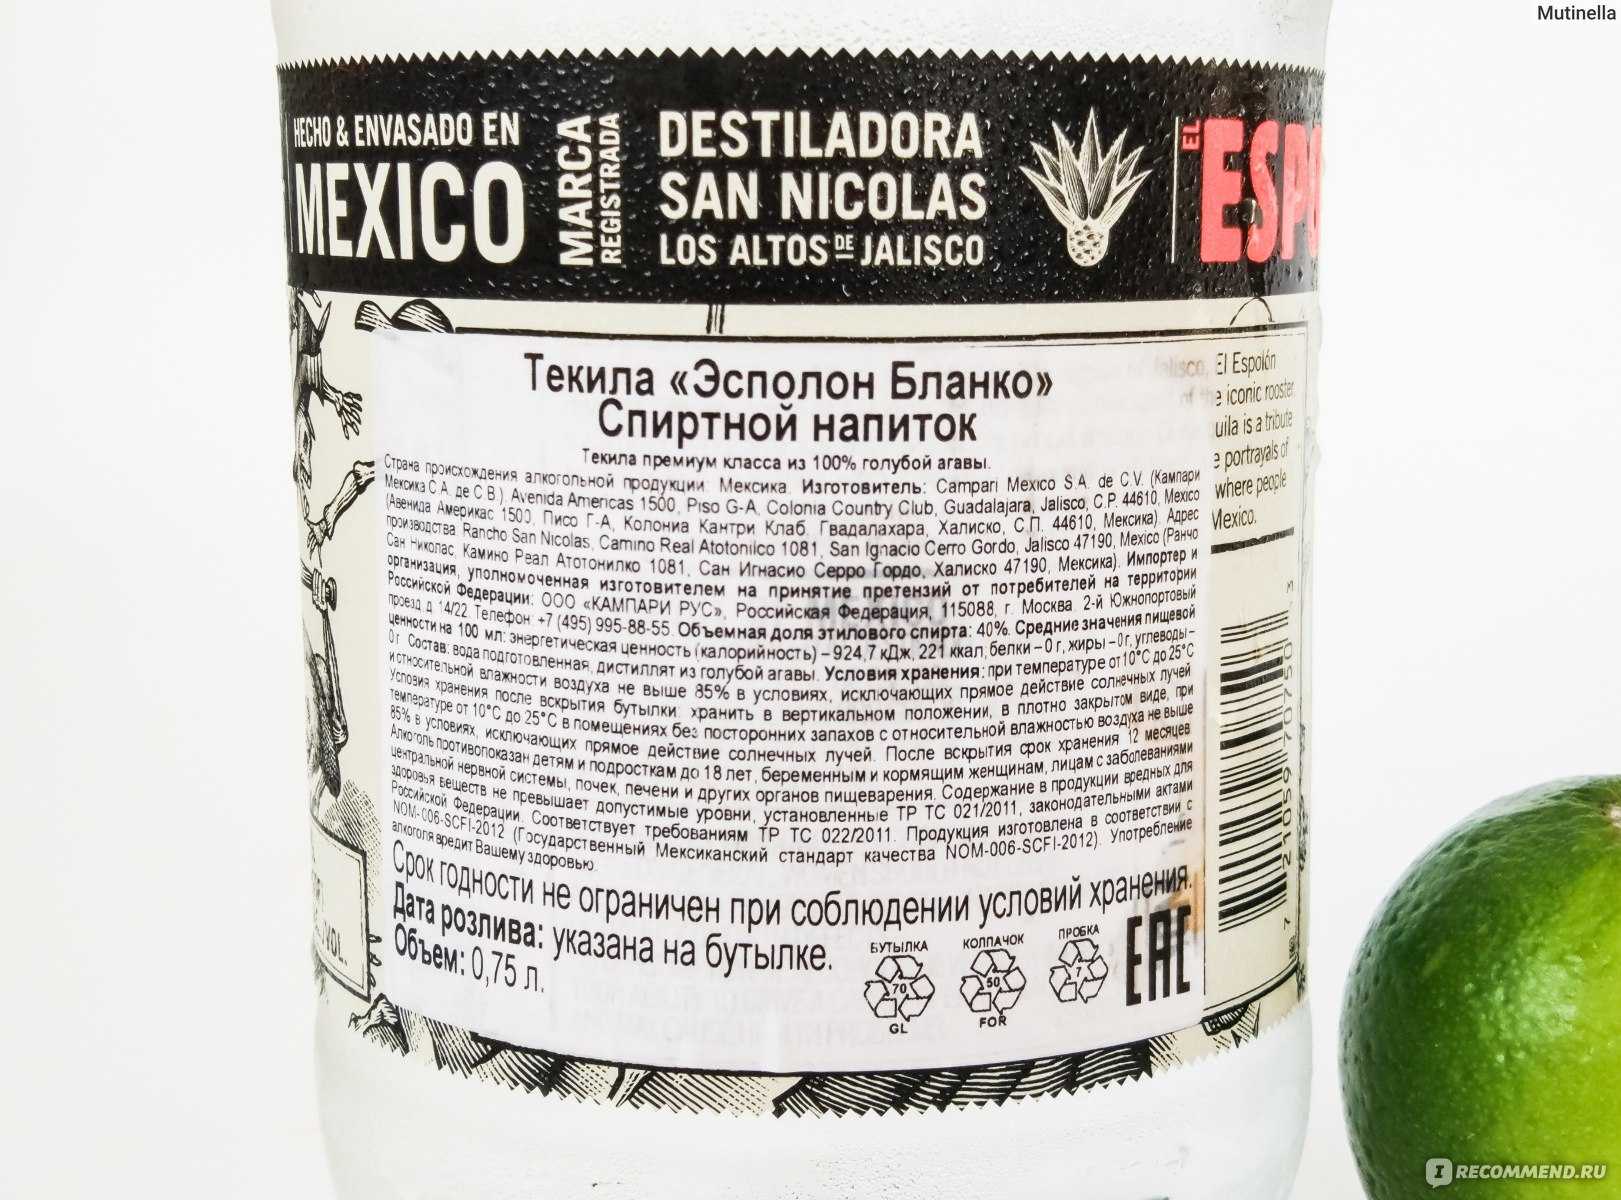 Mutinella
HECHO & ENVASADO EN
MEXICO
MARCA
REGISTRADA
DESTILADORA
SAN NICOLAS
LOS ALTOS DE JALISCO
EL
ESPO
Текила «Эсполон Бланко»
Спиртной напиток
Текила премиум класса из 100% голубой агавы.
Страна происхождения алкогольной продукции: Мексика. Изготовитель: Campari Mexico S.A. de C.V. (Кампари
Мексика С.А. де С.В.), Avenida Americas 1500, Piso G-A, Colonia Country Club, Guadalajara, Jalisco, C.P. 44610, Mexico
(Авенида Америкас 1500, Писо Г-А, Колониа Кантри Клаб, Гвадалахара, Халиско, С.П. 44610, Мексика). Адрес
производства Rancho San Nicolas, Camino Real Atotonilco 1081, San Ignacio Cerro Gordo, Jalisco 47190, Mexico (Ранчо
Сан Николас, Камино Реал Атотонилко 1081, Сан Игнасио Серро Гордо, Халиско 47190, Мексика). Импортер и
организация, уполномоченная изготовителем на принятие претензий от потребителей на территории
Российской Федерации: ООО «КАМПАРИ РУС», Российская Федерация, 115088, г. Москва, 2-й Южнопортовый
проезд д. 14/22. Телефон: +7 (495) 995-88-55. Объемная доля этилового спирта: 40%. Средние значения пищевой
ценности на 100 мл: энергетическая ценность (калорийность) – 924,7 кДж, 221 ккал, белки – 0 г, жиры – 0 г, углеводы –
0 г. Состав: вода подготовленная, дистиллят из голубой агавы. Условия хранения: при температуре от 10°С до 25°С
и относительной влажности воздуха не выше 85% в условиях, исключающих прямое действие солнечных лучей.
Условия хранения после вскрытия бутылки: хранить в вертикальном положении, в плотно закрытом виде, при
температуре от 10°С до 25°С в помещениях без посторонних запахов с относительной влажностью воздуха не выше
85% в условиях, исключающих прямое действие солнечных лучей. После вскрытия срок хранения 12 месяцев.
Алкоголь противопоказан детям и подросткам до 18 лет, беременным и кормящим женщинам, лицам с заболеваниями
центральной нервной системы, почек, печени и других органов пищеварения. Содержание в продукции вредных для
здоровья веществ не превышает допустимые уровни, установленные ТР ТС 021/2011, законодательными актами
Российской Федерации. Соответствует требованиям ТР ТС 022/2011. Продукция изготовлена в соответствии с
NOM-006-SCFI-2012 (Государственный Мексиканский стандарт качества NOM-006-SCFI-2012). Употребление
алкоголя вредит Вашему здоровью.
Срок годности не ограничен при соблюдении условий хранения.
Дата розлива: указана на бутылке.
Объем: 0,75 л.
БУТЫЛКА
70
GL
КОЛПАЧОК
50
FOR
ПРОБКА
7
EAC
El Espolón
e iconic rooster
uila is a tribute
e portrayals of
where people
Mexico.
7 21059 70750 3
/VOL.
IRECOMMEND.RU